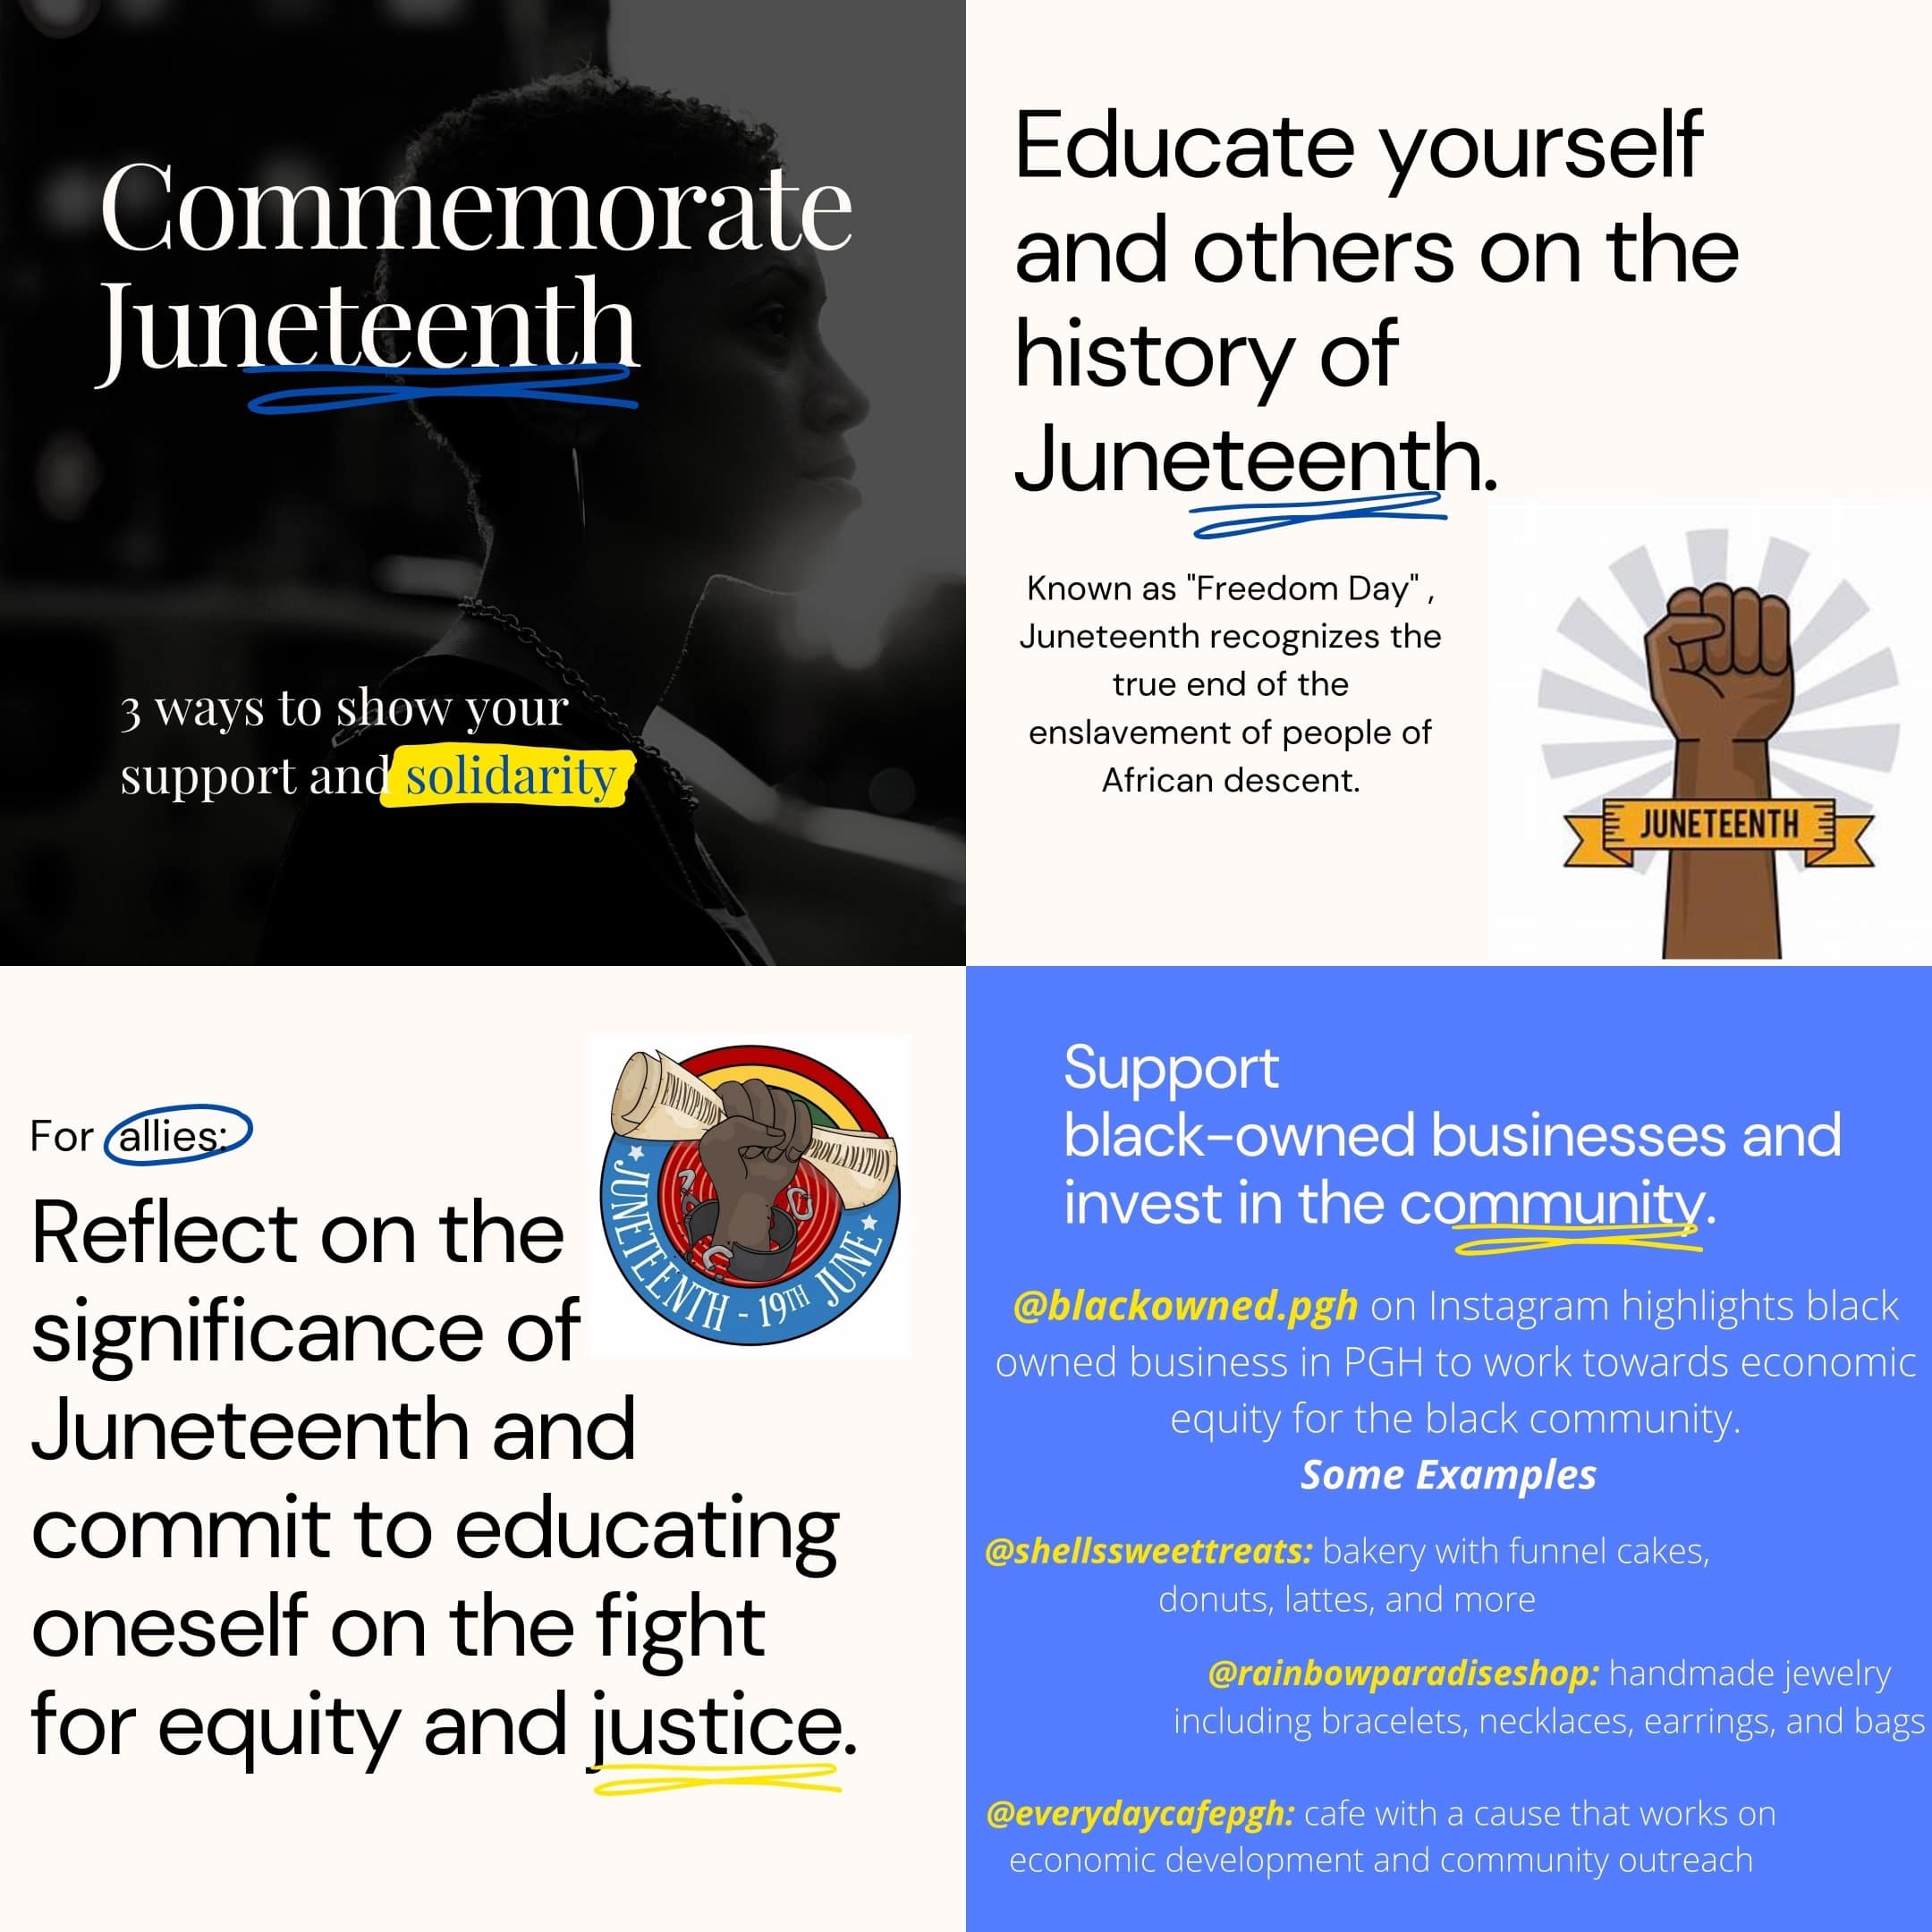 Commemorate
Juneteenth
3 ways to show your
support and solidarity
Educate yourself
and others on the
history of
Juneteenth.
Known as "Freedom Day" ,
Juneteenth recognizes the
true end of the
enslavement of people of
African descent.
JUNETEENTH
For allies:
Reflect on the
significance of
Juneteenth and
commit to educating
oneself on the fight
for equity and justice.
EMANCIPATION
PROCLAMATION
JUNETEENTH - 19TH JUNE
Support
black-owned businesses and
invest in the community.
@blackowned.pgh on Instagram highlights black
owned business in PGH to work towards economic
equity for the black community.
Some Examples
@shellssweettreats: bakery with funnel cakes,
donuts, lattes, and more
@rainbowparadiseshop: handmade jewelry
including bracelets, necklaces, earrings, and bags
@everydaycafepgh: cafe with a cause that works on
economic development and community outreach